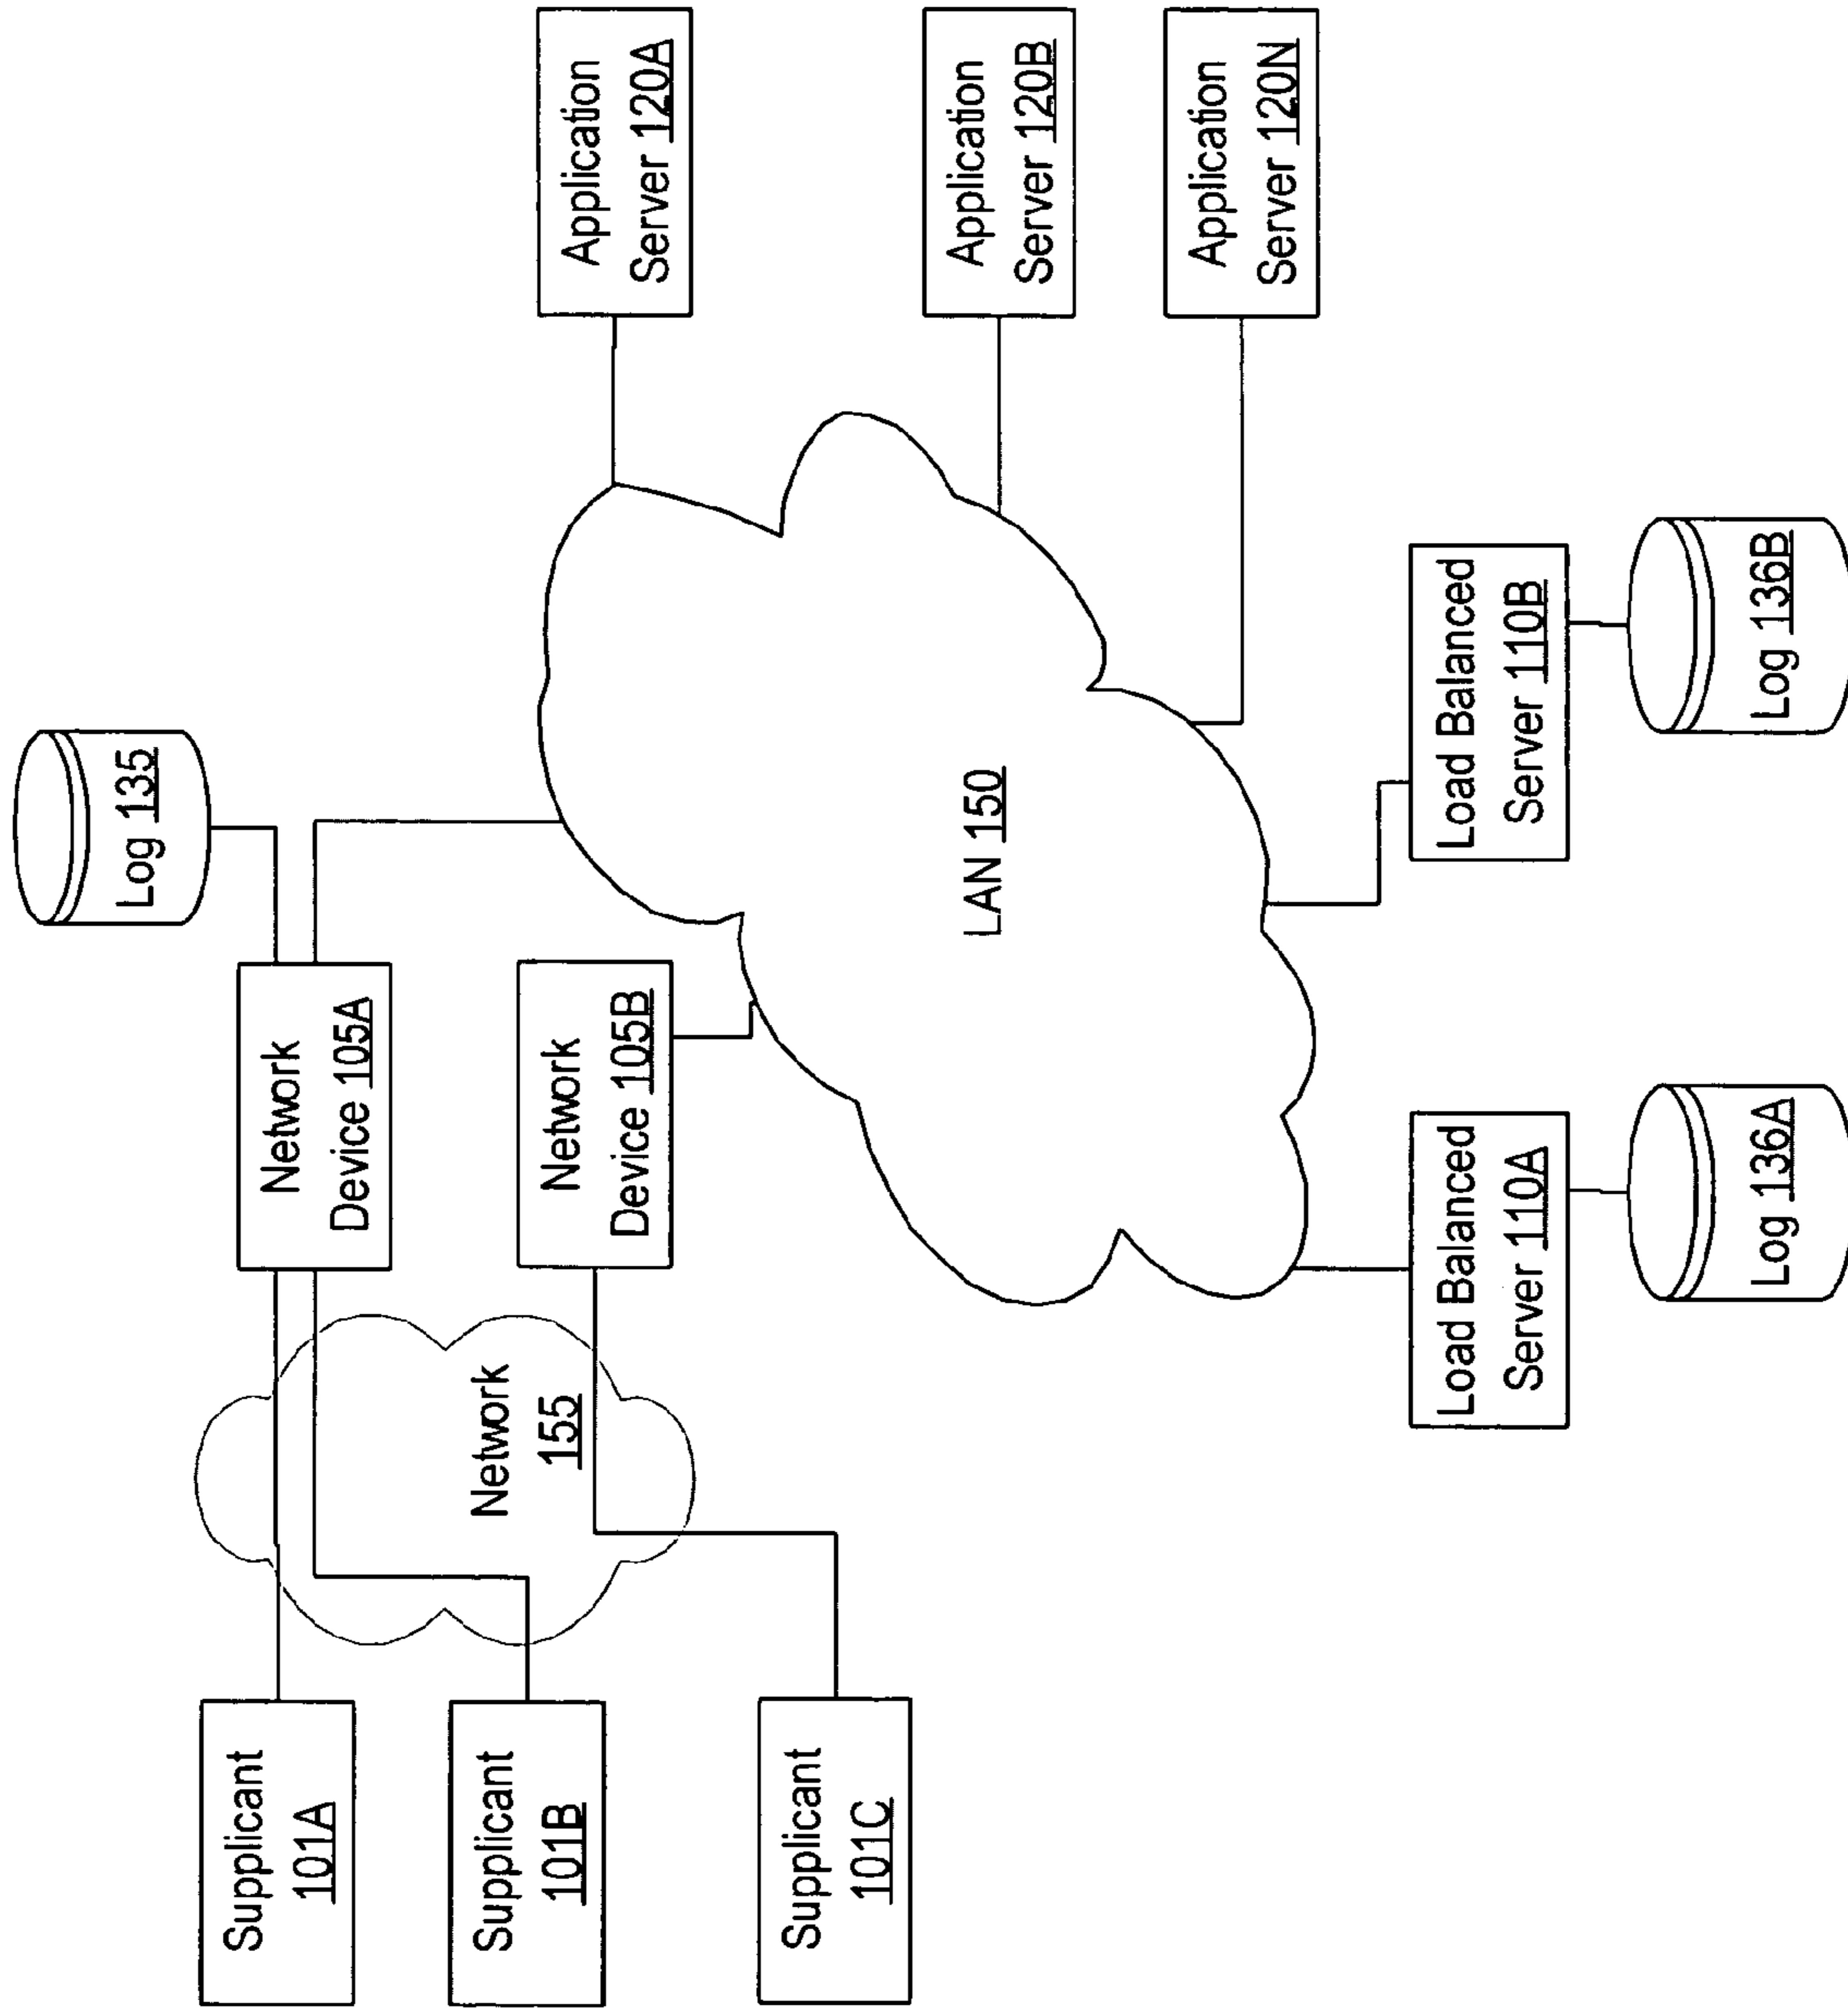 Supplicant
101A
Supplicant
101B
Supplicant
101C
Network
155
Network
Device 105A
Network
Device 105B
Log 135
LAN 150
Application
Server 120A
Application
Server 120B
Application
Server 120N
Load Balanced
Server 110A
Load Balanced
Server 110B
Log 136A
Log 136B